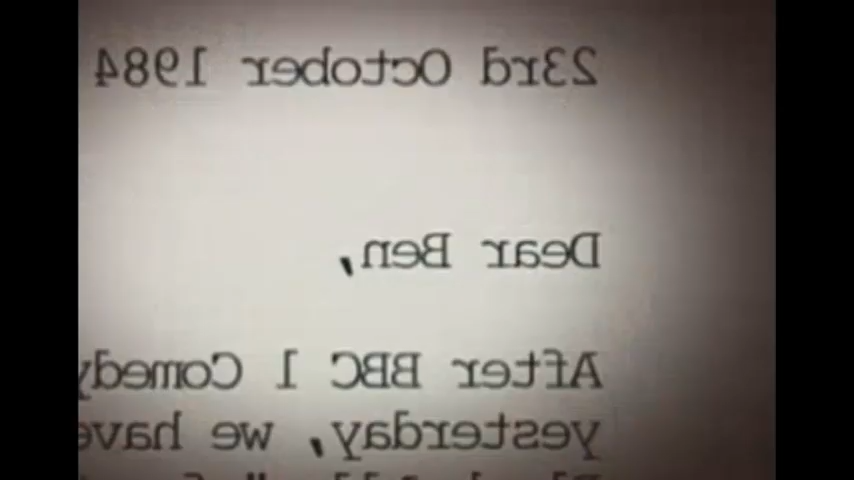 23rd October 1984
Dear Ben,
After BBC 1 Comedy
yesterday, we have